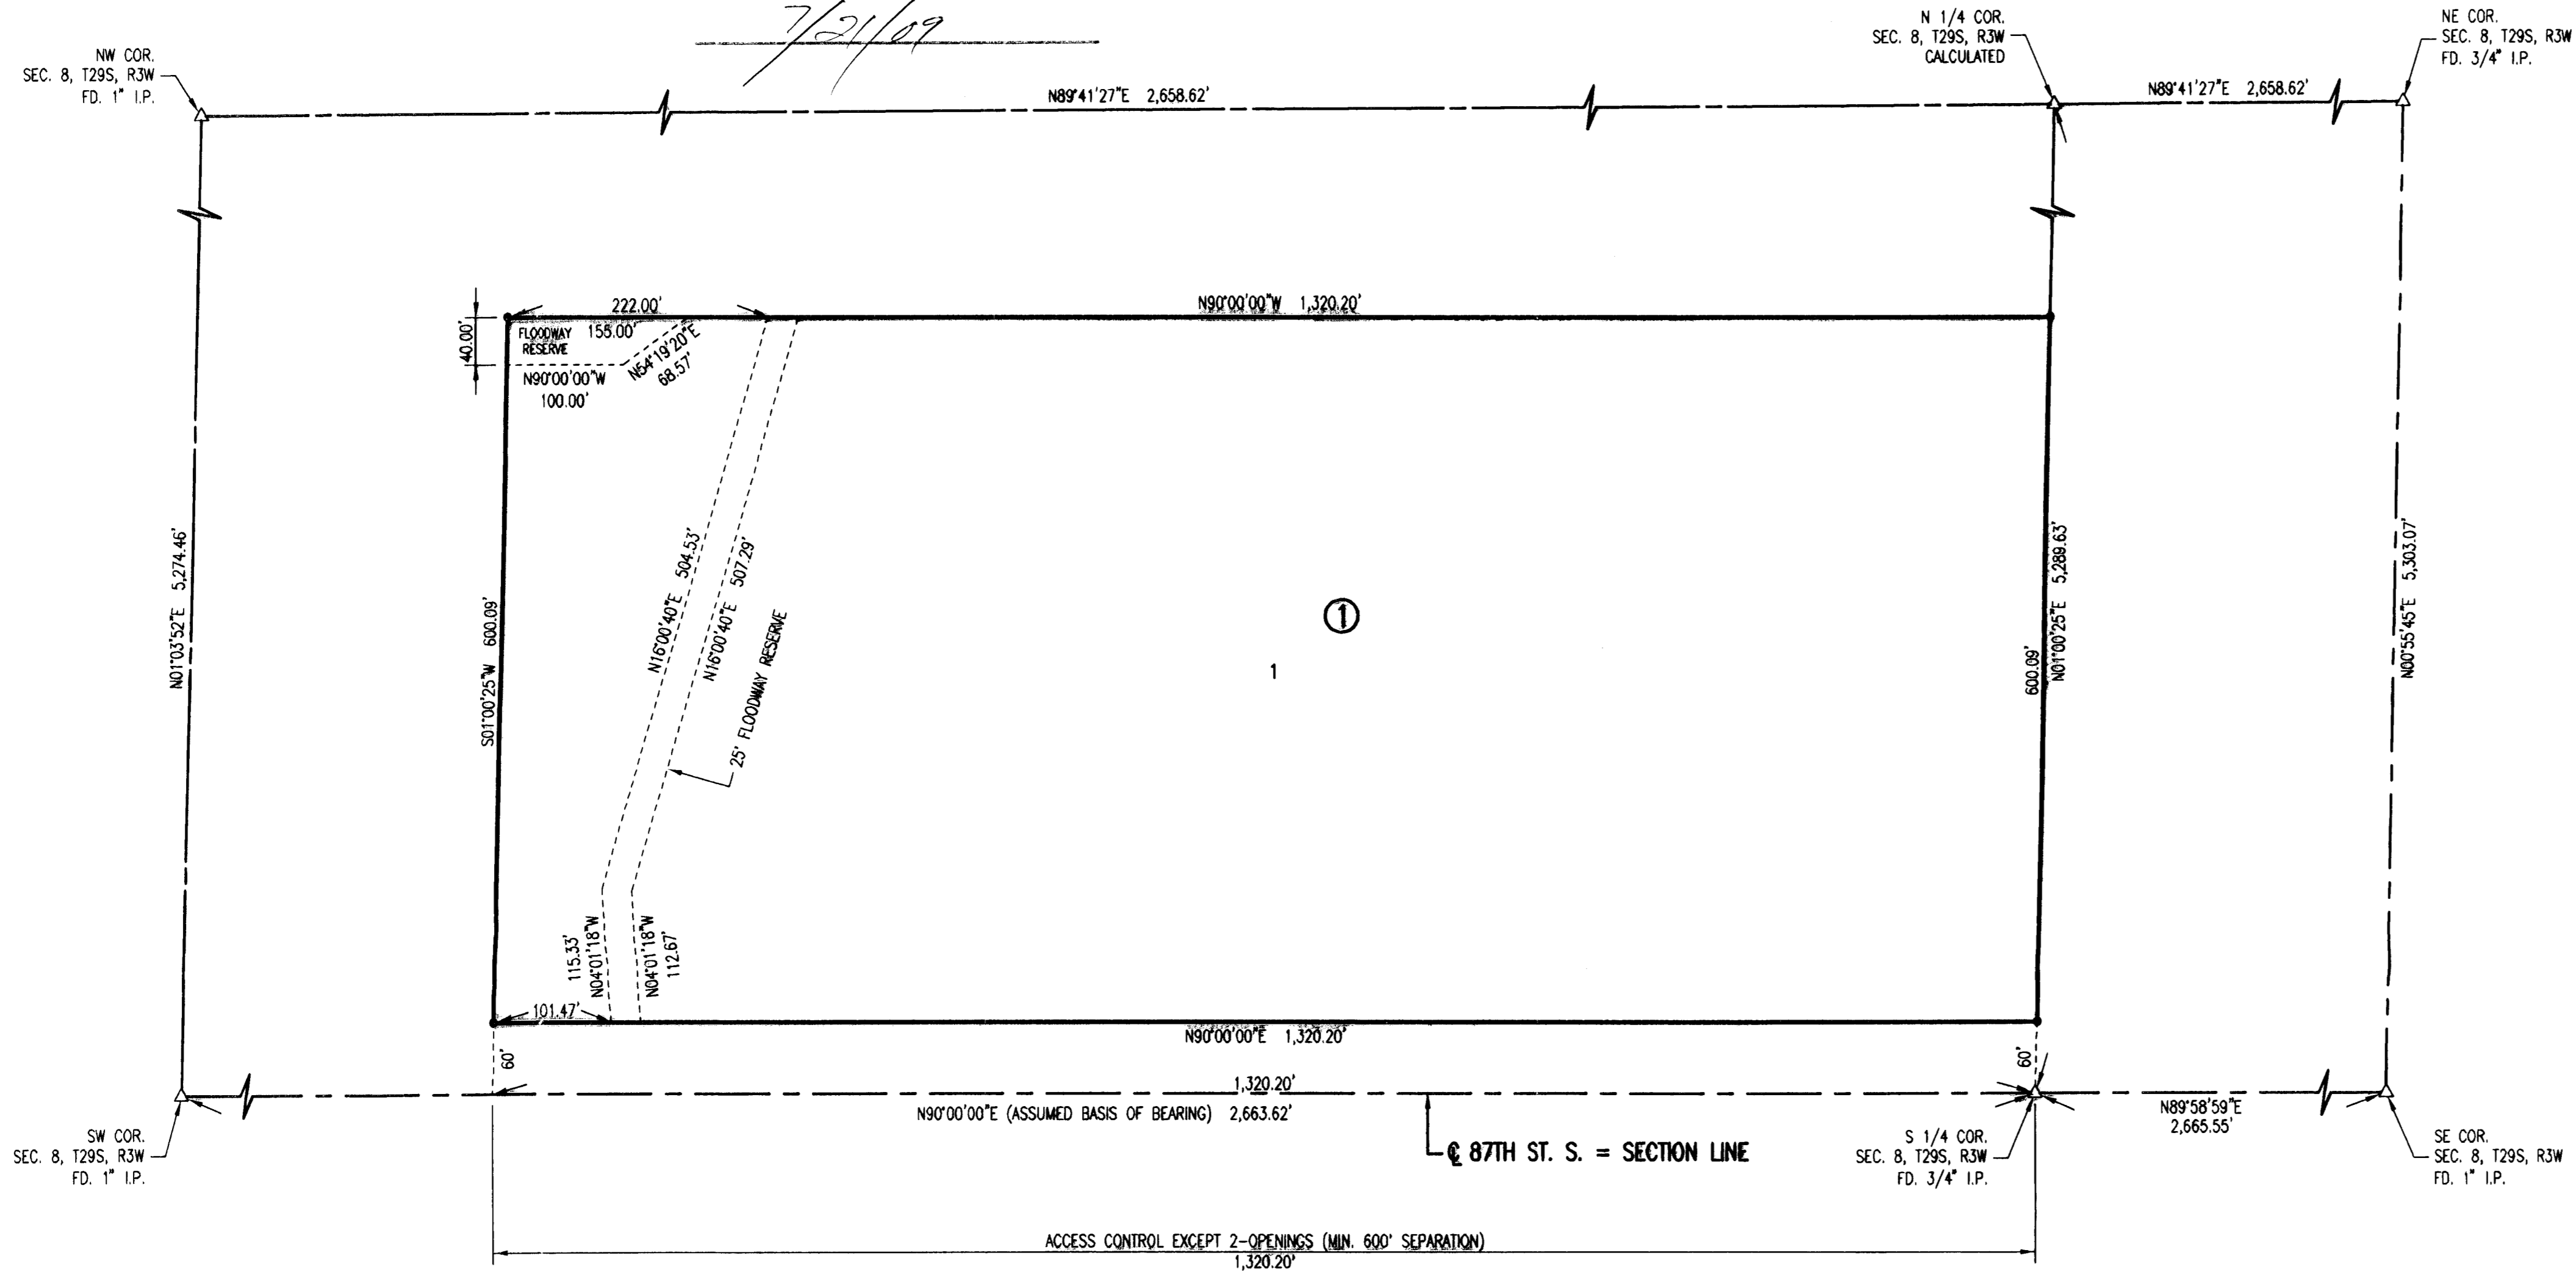 7/21/09
NW COR.
SEC. 8, T29S, R3W
FD. 1" I.P.
N 1/4 COR.
SEC. 8, T29S, R3W
CALCULATED
NE COR.
SEC. 8, T29S, R3W
FD. 3/4" I.P.
N89°41'27"E 2,658.62'
N89°41'27"E 2,658.62'
222.00'
N90°00'00"W 1,320.20'
40.00'
FLOODWAY
RESERVE
155.00'
N54°19'20"E
68.57'
N90°00'00"W
100.00'
N01°03'52"E 5,274.46'
S01°00'25"W 600.09'
N16°00'40"E 504.53'
N16°00'40"E 507.29'
25' FLOODWAY RESERVE
1
1
600.09'
N01°00'25"E 5,289.63'
N00°55'45"E 5,303.07'
115.33'
N04°01'18"W
N04°01'18"W
112.67'
101.47'
N90°00'00"E 1,320.20'
60'
60'
1,320.20'
N90°00'00"E (ASSUMED BASIS OF BEARING) 2,663.62'
N89°58'59"E
2,665.55'
SW COR.
SEC. 8, T29S, R3W
FD. 1" I.P.
℄ 87TH ST. S. = SECTION LINE
S 1/4 COR.
SEC. 8, T29S, R3W
FD. 3/4" I.P.
SE COR.
SEC. 8, T29S, R3W
FD. 1" I.P.
ACCESS CONTROL EXCEPT 2-OPENINGS (MIN. 600' SEPARATION)
1,320.20'